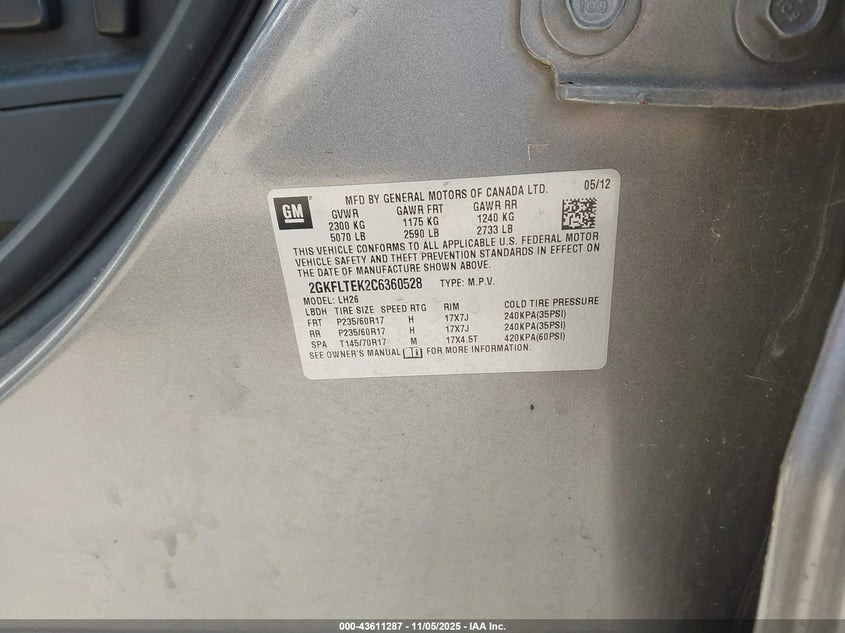 109
109
GM
MFD BY GENERAL MOTORS OF CANADA LTD. 05/12
GVWR GAWR FRT GAWR RR
2300 KG 1175 KG 1240 KG
5070 LB 2590 LB 2733 LB
THIS VEHICLE CONFORMS TO ALL APPLICABLE U.S. FEDERAL MOTOR
VEHICLE SAFETY AND THEFT PREVENTION STANDARDS IN EFFECT ON
THE DATE OF MANUFACTURE SHOWN ABOVE.
2GKFLTEK2C6360528 TYPE: M.P.V.
MODEL: LH26
LBDH TIRE SIZE SPEED RTG RIM COLD TIRE PRESSURE
FRT P235/60R17 H 17X7J 240KPA(35PSI)
RR P235/60R17 H 17X7J 240KPA(35PSI)
SPA T145/70R17 M 17X4.5T 420KPA(60PSI)
SEE OWNER'S MANUAL FOR MORE INFORMATION.
000-43611287 - 11/05/2025 - IAA Inc.